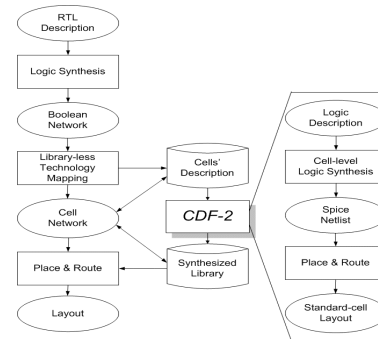 RTL
Description
Logic Synthesis
Boolean
Network
Library-less
Technology
Mapping
Cell
Network
Place & Route
Layout
Cells'
Description
CDF-2
Synthesized
Library
Logic
Description
Cell-level
Logic Synthesis
Spice
Netlist
Place & Route
Standard-cell
Layout